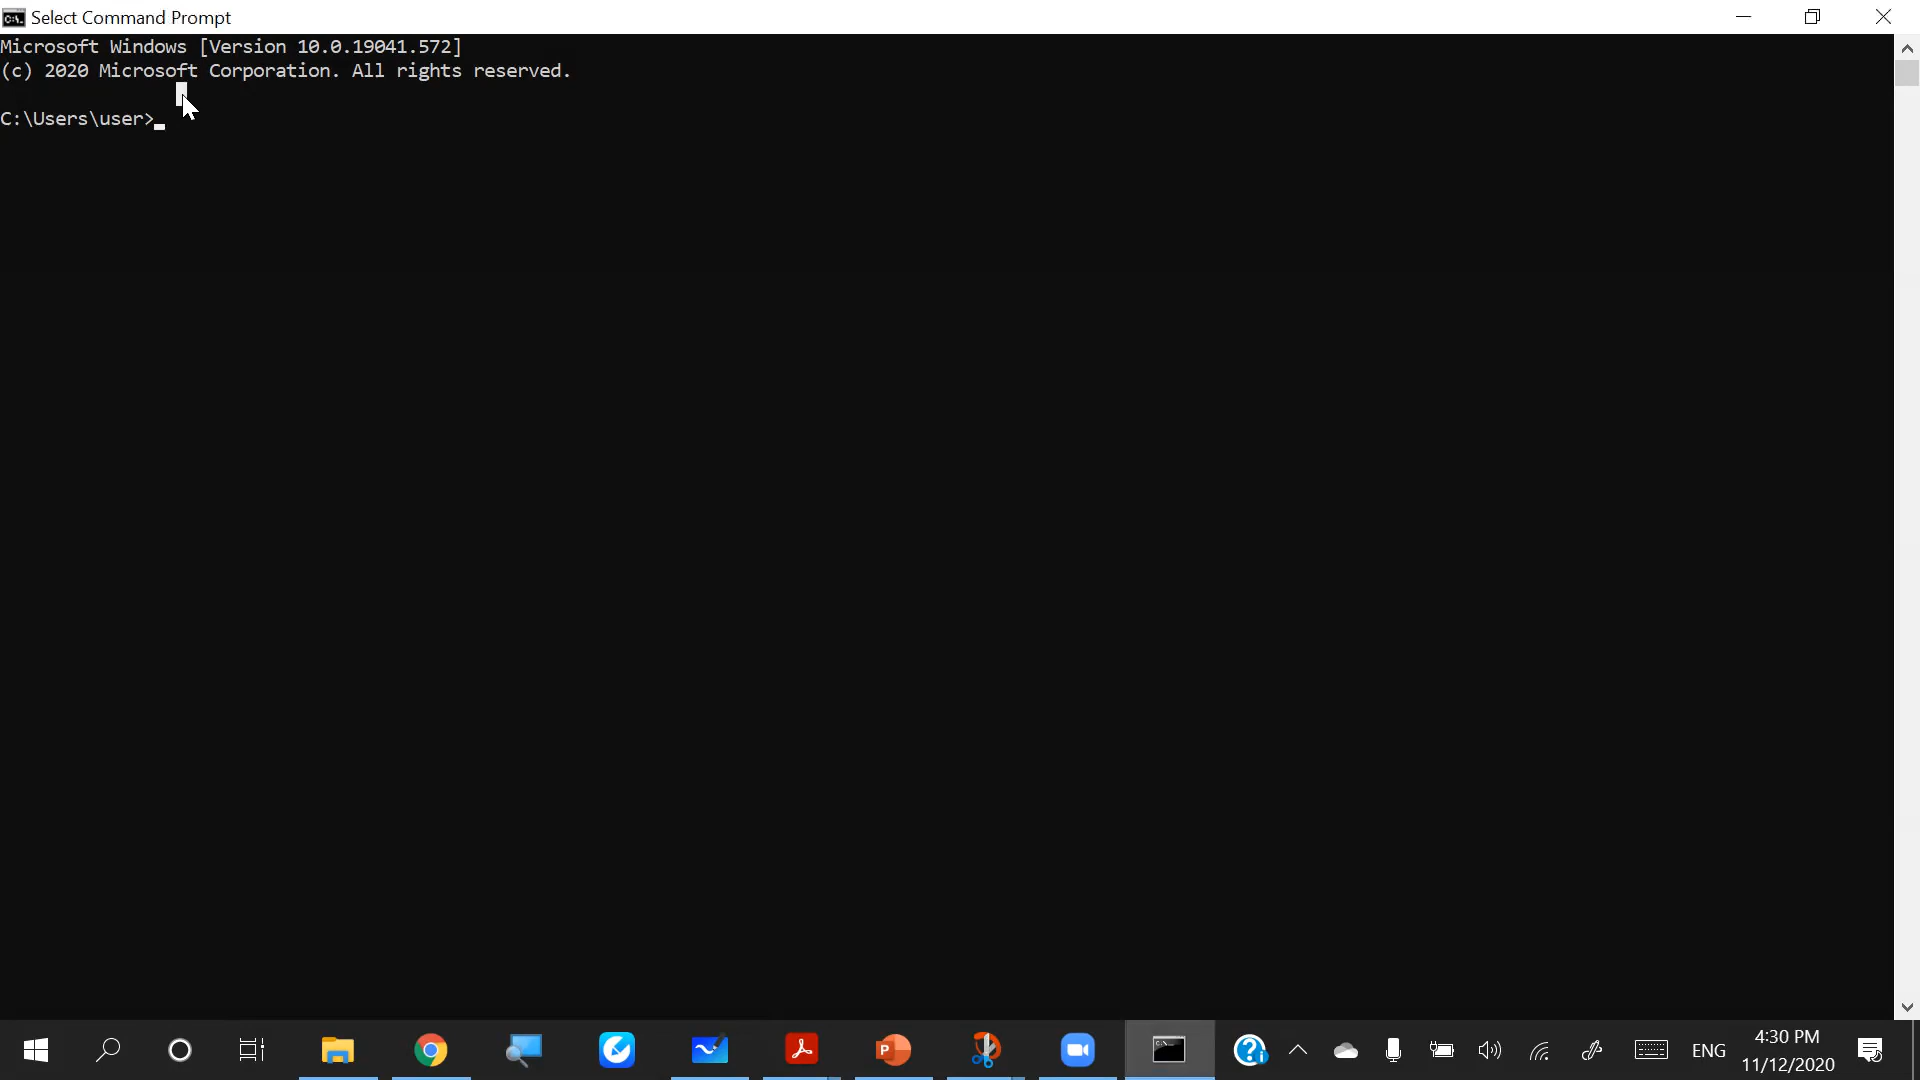 Select Command Prompt
Microsoft Windows [Version 10.0.19041.572]
(c) 2020 Microsoft Corporation. All rights reserved.
C:\Users\user>
ENG
4:30 PM
11/12/2020